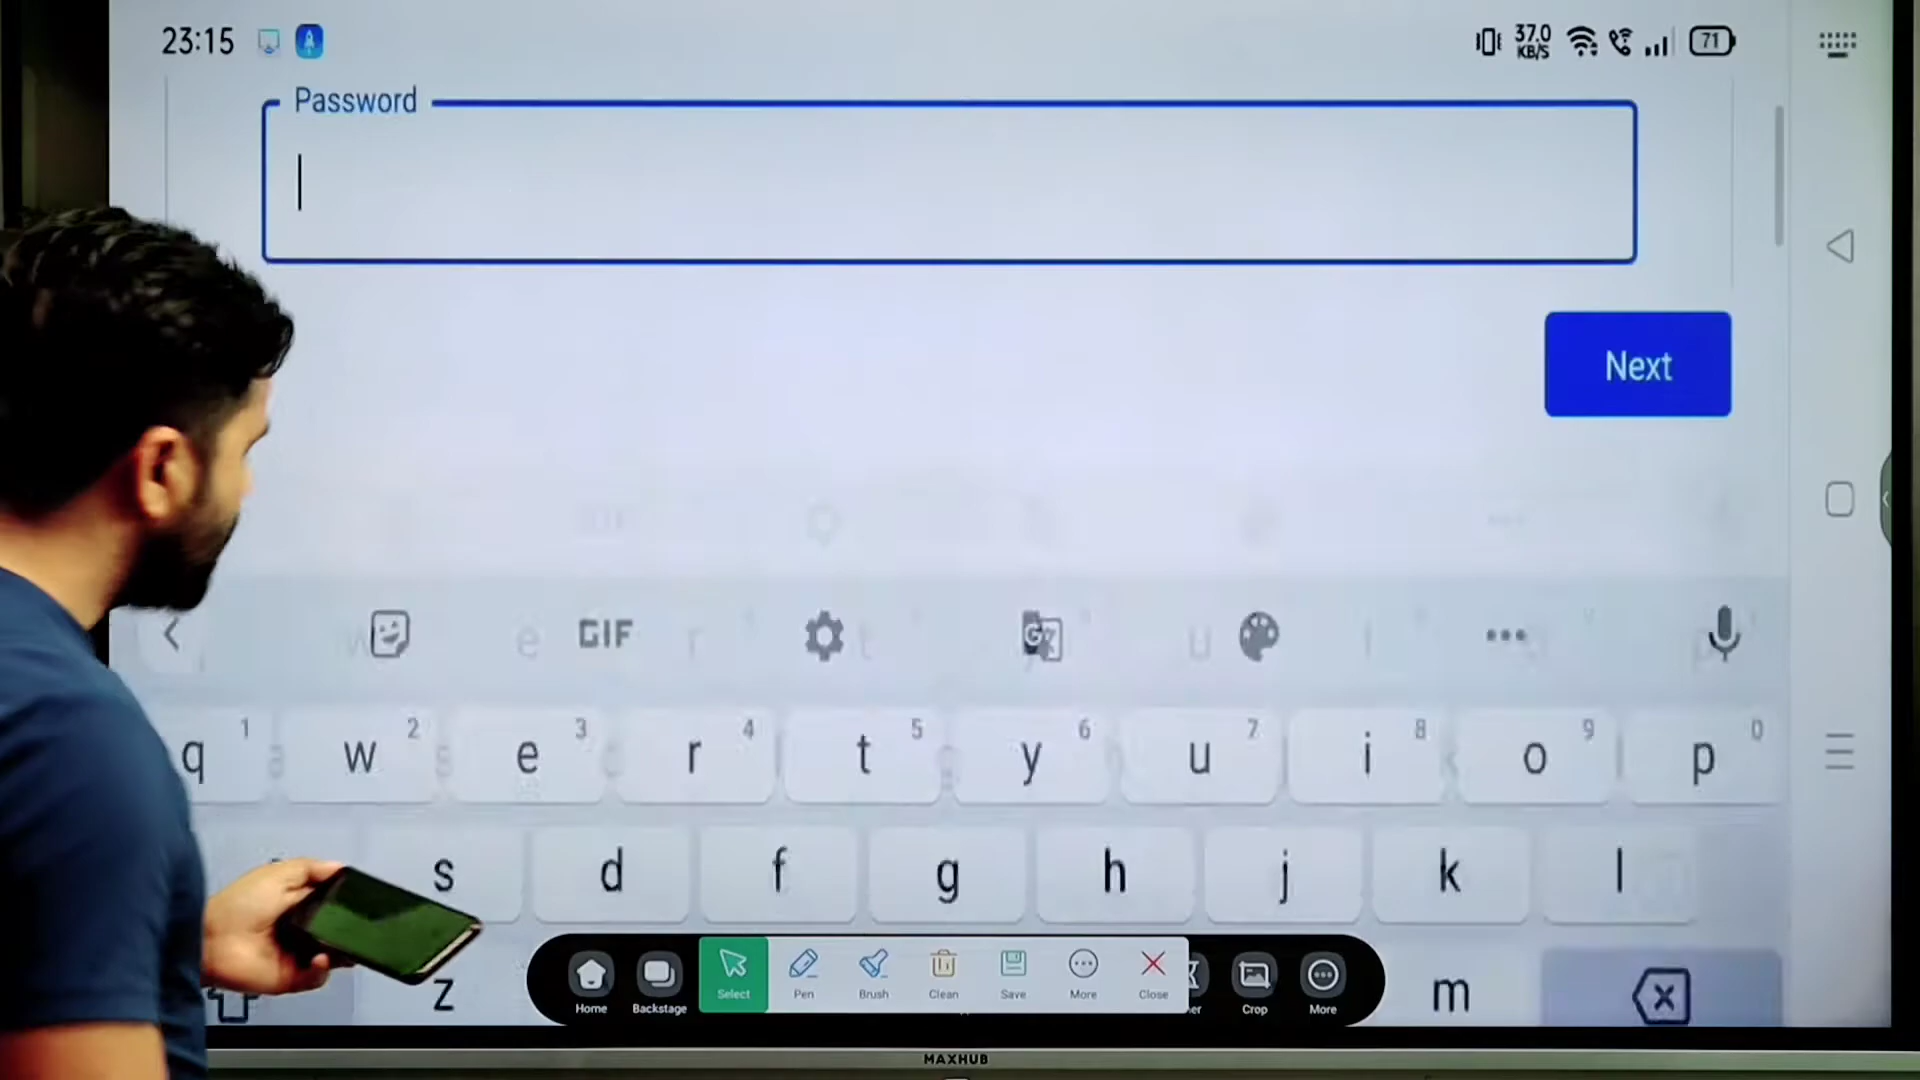 23:15
37.0
KB/S
71
Password
Next
GIF
G
q 1 w 2 e 3 r 4 t 5 y 6 u 7 i 8 o 9 p 0
s d f g h j k l
z m
Home Backstage Select Pen Brush Clean Save More Close Crop More
MAXHUB